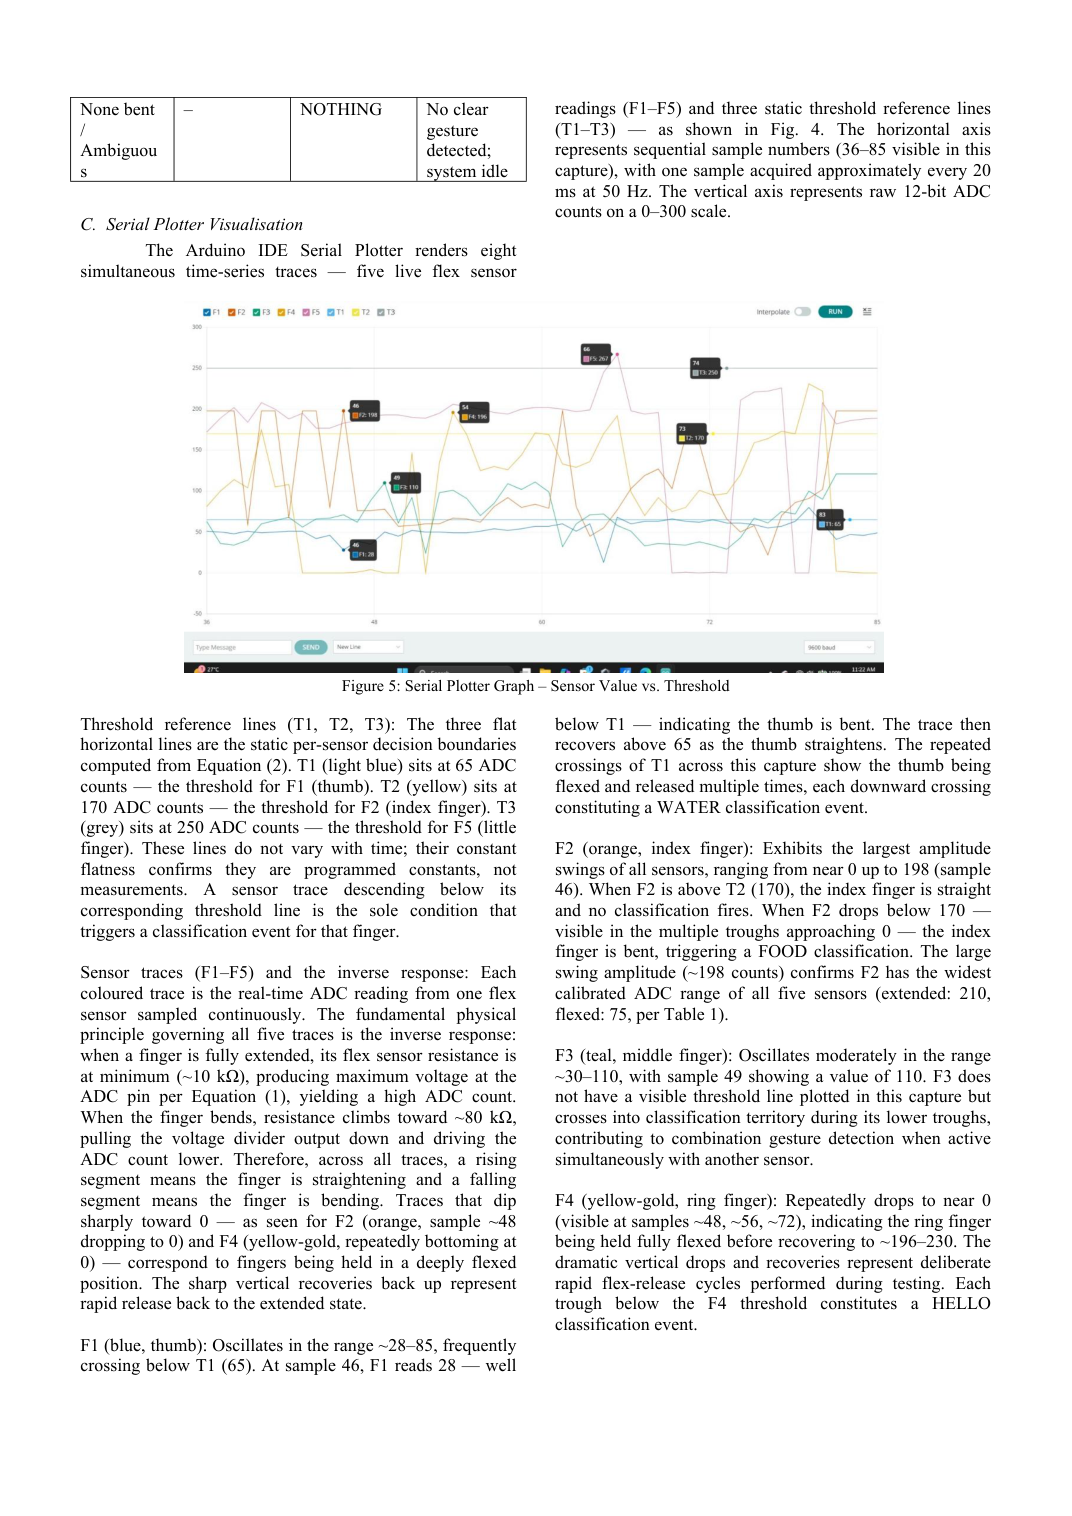 None bent
/
Ambiguou
s
–
NOTHING
No clear
gesture
detected;
system idle
C. Serial Plotter Visualisation
The Arduino IDE Serial Plotter renders eight
simultaneous time-series traces — five live flex sensor
readings (F1–F5) and three static threshold reference lines
(T1–T3) — as shown in Fig. 4. The horizontal axis
represents sequential sample numbers (36–85 visible in this
capture), with one sample acquired approximately every 20
ms at 50 Hz. The vertical axis represents raw 12-bit ADC
counts on a 0–300 scale.
F1 F2 F3 F4 F5 T1 T2 T3
Interpolate
RUN
300
250
200
150
100
50
0
-50
36
48
60
72
85
46
F2: 198
54
F4: 196
66
F5: 267
74
T3: 250
73
T2: 170
49
F3: 110
83
T1: 65
46
F1: 28
Type Message
SEND
New Line
9600 baud
27°C
11:22 AM
Figure 5: Serial Plotter Graph – Sensor Value vs. Threshold
Threshold reference lines (T1, T2, T3): The three flat
horizontal lines are the static per-sensor decision boundaries
computed from Equation (2). T1 (light blue) sits at 65 ADC
counts — the threshold for F1 (thumb). T2 (yellow) sits at
170 ADC counts — the threshold for F2 (index finger). T3
(grey) sits at 250 ADC counts — the threshold for F5 (little
finger). These lines do not vary with time; their constant
flatness confirms they are programmed constants, not
measurements. A sensor trace descending below its
corresponding threshold line is the sole condition that
triggers a classification event for that finger.
Sensor traces (F1–F5) and the inverse response: Each
coloured trace is the real-time ADC reading from one flex
sensor sampled continuously. The fundamental physical
principle governing all five traces is the inverse response:
when a finger is fully extended, its flex sensor resistance is
at minimum (~10 kΩ), producing maximum voltage at the
ADC pin per Equation (1), yielding a high ADC count.
When the finger bends, resistance climbs toward ~80 kΩ,
pulling the voltage divider output down and driving the
ADC count lower. Therefore, across all traces, a rising
segment means the finger is straightening and a falling
segment means the finger is bending. Traces that dip
sharply toward 0 — as seen for F2 (orange, sample ~48
dropping to 0) and F4 (yellow-gold, repeatedly bottoming at
0) — correspond to fingers being held in a deeply flexed
position. The sharp vertical recoveries back up represent
rapid release back to the extended state.
F1 (blue, thumb): Oscillates in the range ~28–85, frequently
crossing below T1 (65). At sample 46, F1 reads 28 — well
below T1 — indicating the thumb is bent. The trace then
recovers above 65 as the thumb straightens. The repeated
crossings of T1 across this capture show the thumb being
flexed and released multiple times, each downward crossing
constituting a WATER classification event.
F2 (orange, index finger): Exhibits the largest amplitude
swings of all sensors, ranging from near 0 up to 198 (sample
46). When F2 is above T2 (170), the index finger is straight
and no classification fires. When F2 drops below 170 —
visible in the multiple troughs approaching 0 — the index
finger is bent, triggering a FOOD classification. The large
swing amplitude (~198 counts) confirms F2 has the widest
calibrated ADC range of all five sensors (extended: 210,
flexed: 75, per Table 1).
F3 (teal, middle finger): Oscillates moderately in the range
~30–110, with sample 49 showing a value of 110. F3 does
not have a visible threshold line plotted in this capture but
crosses into classification territory during its lower troughs,
contributing to combination gesture detection when active
simultaneously with another sensor.
F4 (yellow-gold, ring finger): Repeatedly drops to near 0
(visible at samples ~48, ~56, ~72), indicating the ring finger
being held fully flexed before recovering to ~196–230. The
dramatic vertical drops and recoveries represent deliberate
rapid flex-release cycles performed during testing. Each
trough below the F4 threshold constitutes a HELLO
classification event.